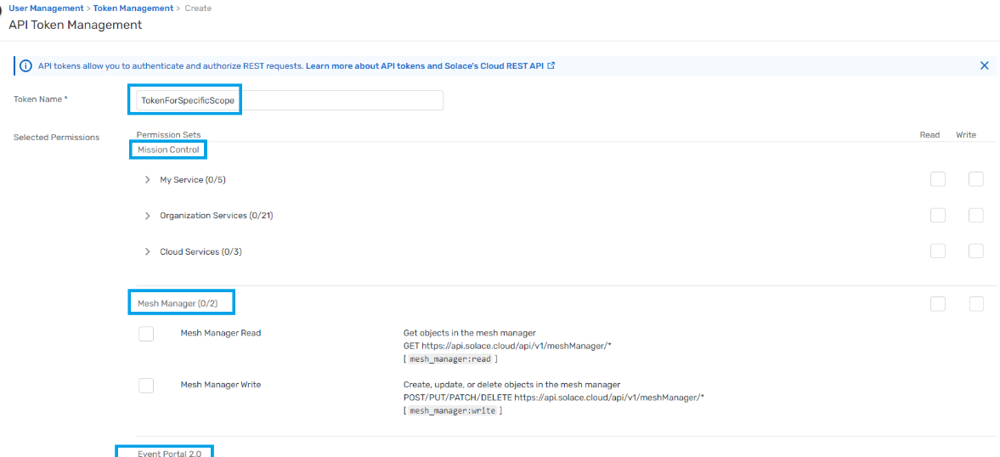 User Management > Token Management > Create
API Token Management
API tokens allow you to authenticate and authorize REST requests. Learn more about API tokens and Solace's Cloud REST API
Token Name *
TokenForSpecificScope
Selected Permissions
Permission Sets
Read
Write
Mission Control
My Service (0/5)
Organization Services (0/21)
Cloud Services (0/3)
Mesh Manager (0/2)
Mesh Manager Read
Get objects in the mesh manager
GET https://api.solace.cloud/api/v1/meshManager/*
[ mesh_manager:read ]
Mesh Manager Write
Create, update, or delete objects in the mesh manager
POST/PUT/PATCH/DELETE https://api.solace.cloud/api/v1/meshManager/*
[ mesh_manager:write ]
Event Portal 2.0